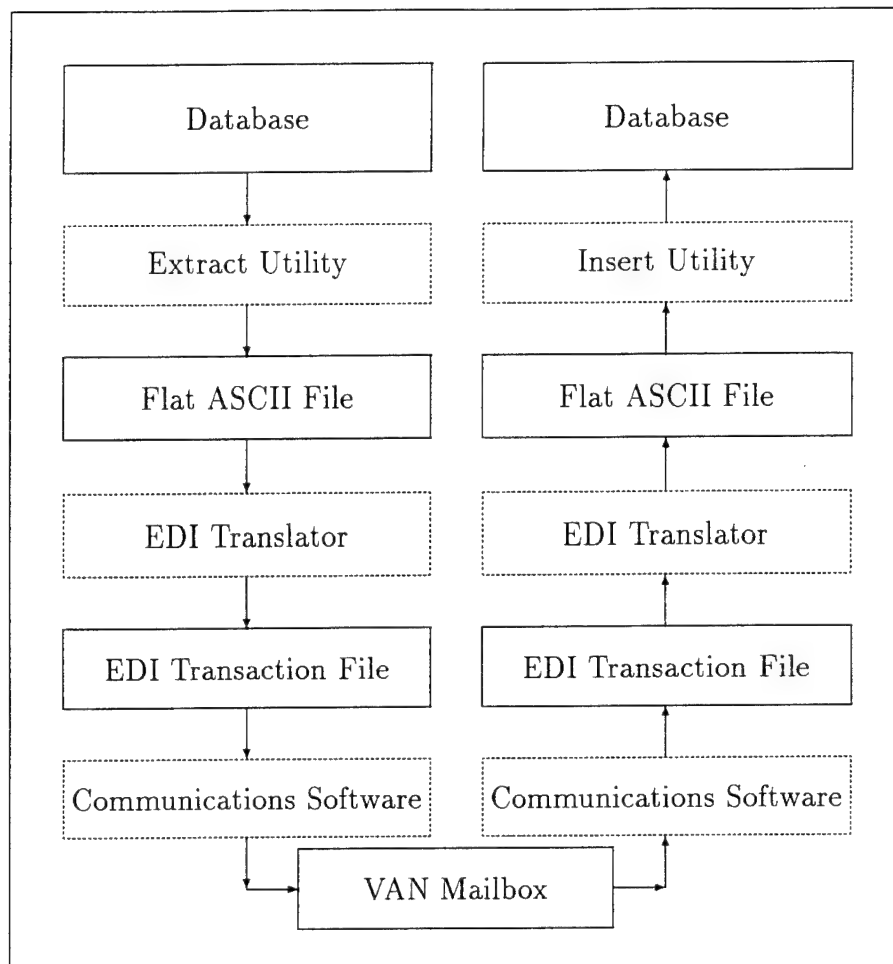 Database
Extract Utility
Flat ASCII File
EDI Translator
EDI Transaction File
Communications Software
VAN Mailbox
Database
Insert Utility
Flat ASCII File
EDI Translator
EDI Transaction File
Communications Software